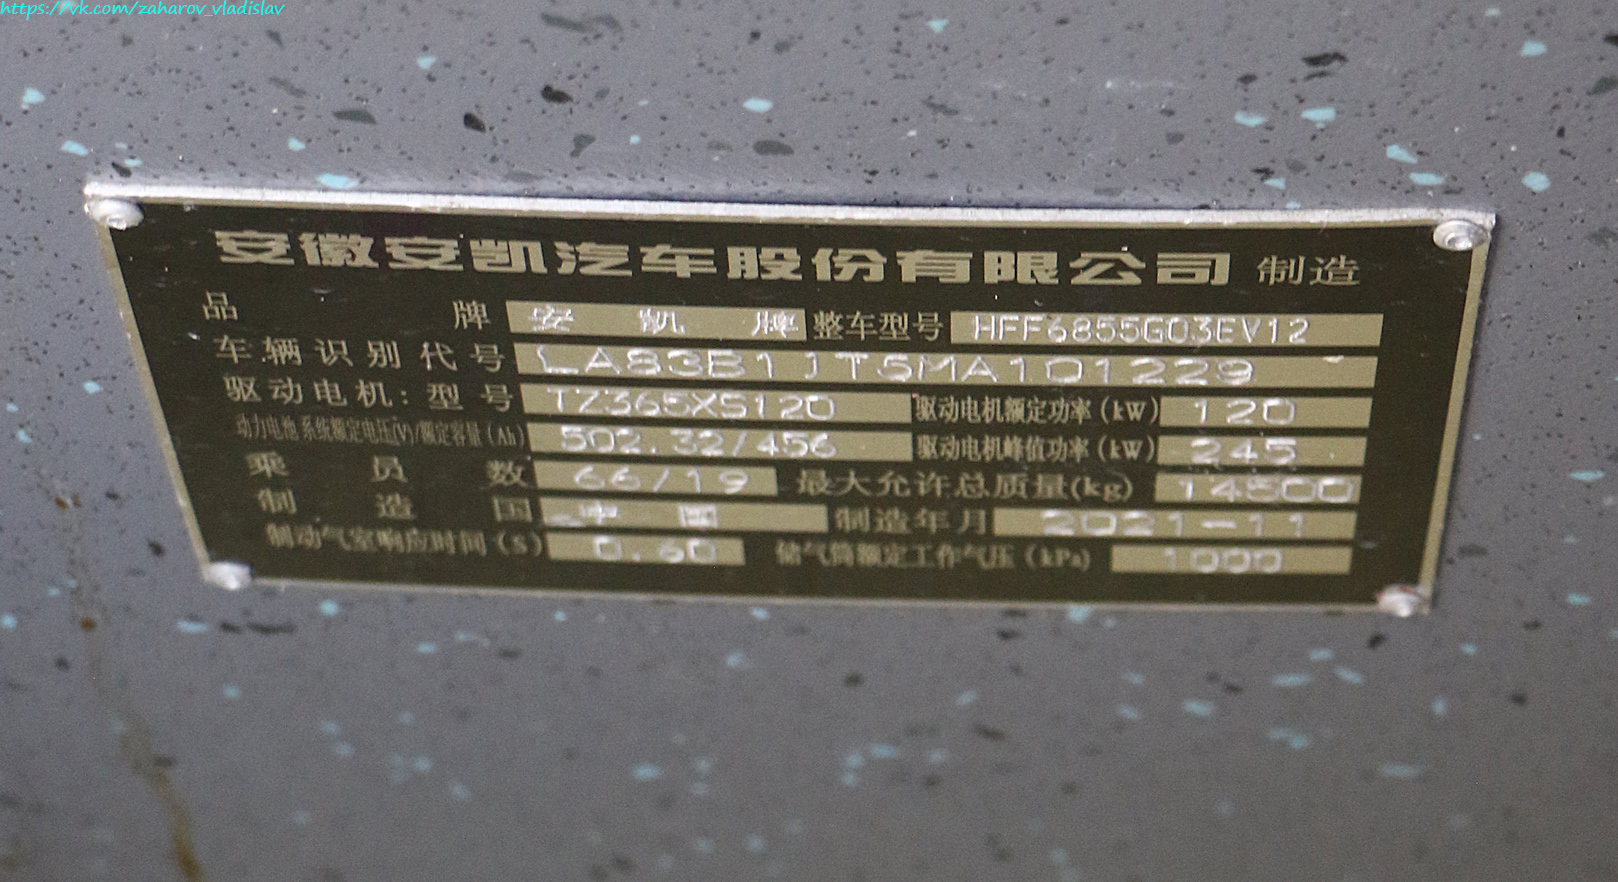 https://vk.com/zaharov_vladislav
安徽安凯汽车股份有限公司 制造
品牌 安凯牌 整车型号 HFF6855G03EV12
车辆识别代号 LA83B1JT5MA101229
驱动电机:型号 TZ365XS120 驱动电机额定功率(kW) 120
动力电池系统额定电压(V)/额定容量(Ah) 502.32/456 驱动电机峰值功率(kW) 245
乘员数 66/19 最大允许总质量(kg) 14500
制造国 中国 制造年月 2021-11
制动气室响应时间(S) 0.60 储气筒额定工作气压(kPa) 1000